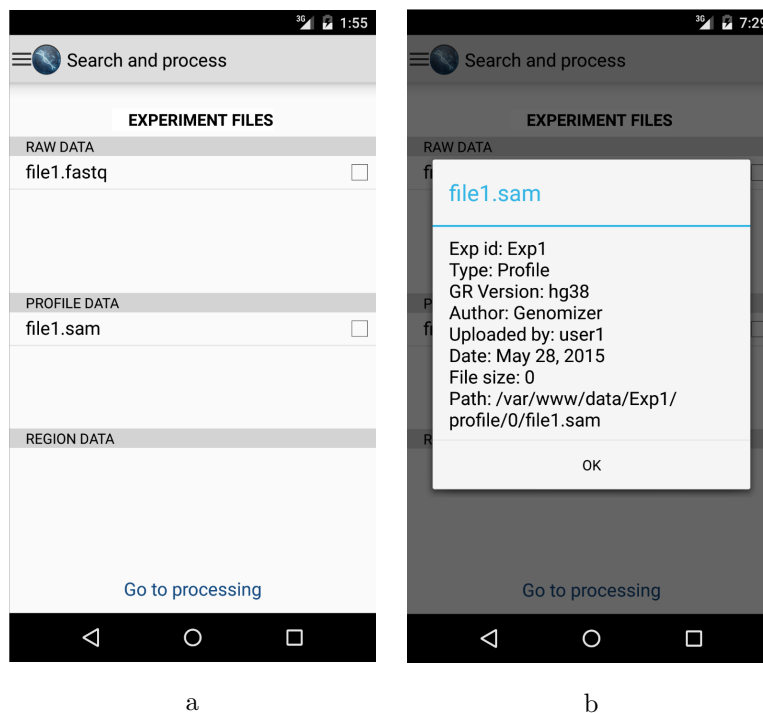 3G 1:55
Search and process
EXPERIMENT FILES
RAW DATA
file1.fastq
PROFILE DATA
file1.sam
REGION DATA
Go to processing
a
3G 7:29
Search and process
EXPERIMENT FILES
RAW DATA
fi
file1.sam
Exp id: Exp1
Type: Profile
GR Version: hg38
Author: Genomizer
Uploaded by: user1
Date: May 28, 2015
File size: 0
Path: /var/www/data/Exp1/
profile/0/file1.sam
OK
P
fi
R
Go to processing
b